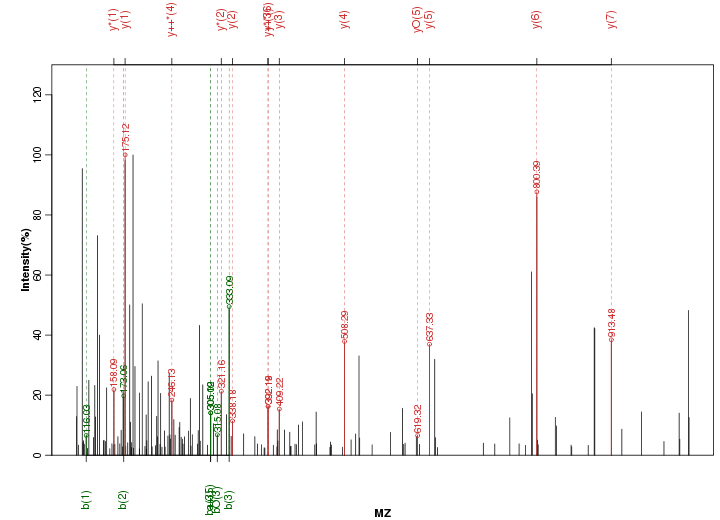 y*(1)
y(1)
y++*(4)
y*(2)
y(2)
y(3)
y(4)
yO(5)
y(5)
y(6)
y(7)
Intensity(%)
0
20
40
60
80
100
120
116.03
158.09
173.06
175.12
246.13
305.09
315.08
321.16
333.09
338.18
392.19
409.22
508.29
619.32
637.33
800.39
913.48
b(1)
b(2)
bO(3)
b(3)
MZ